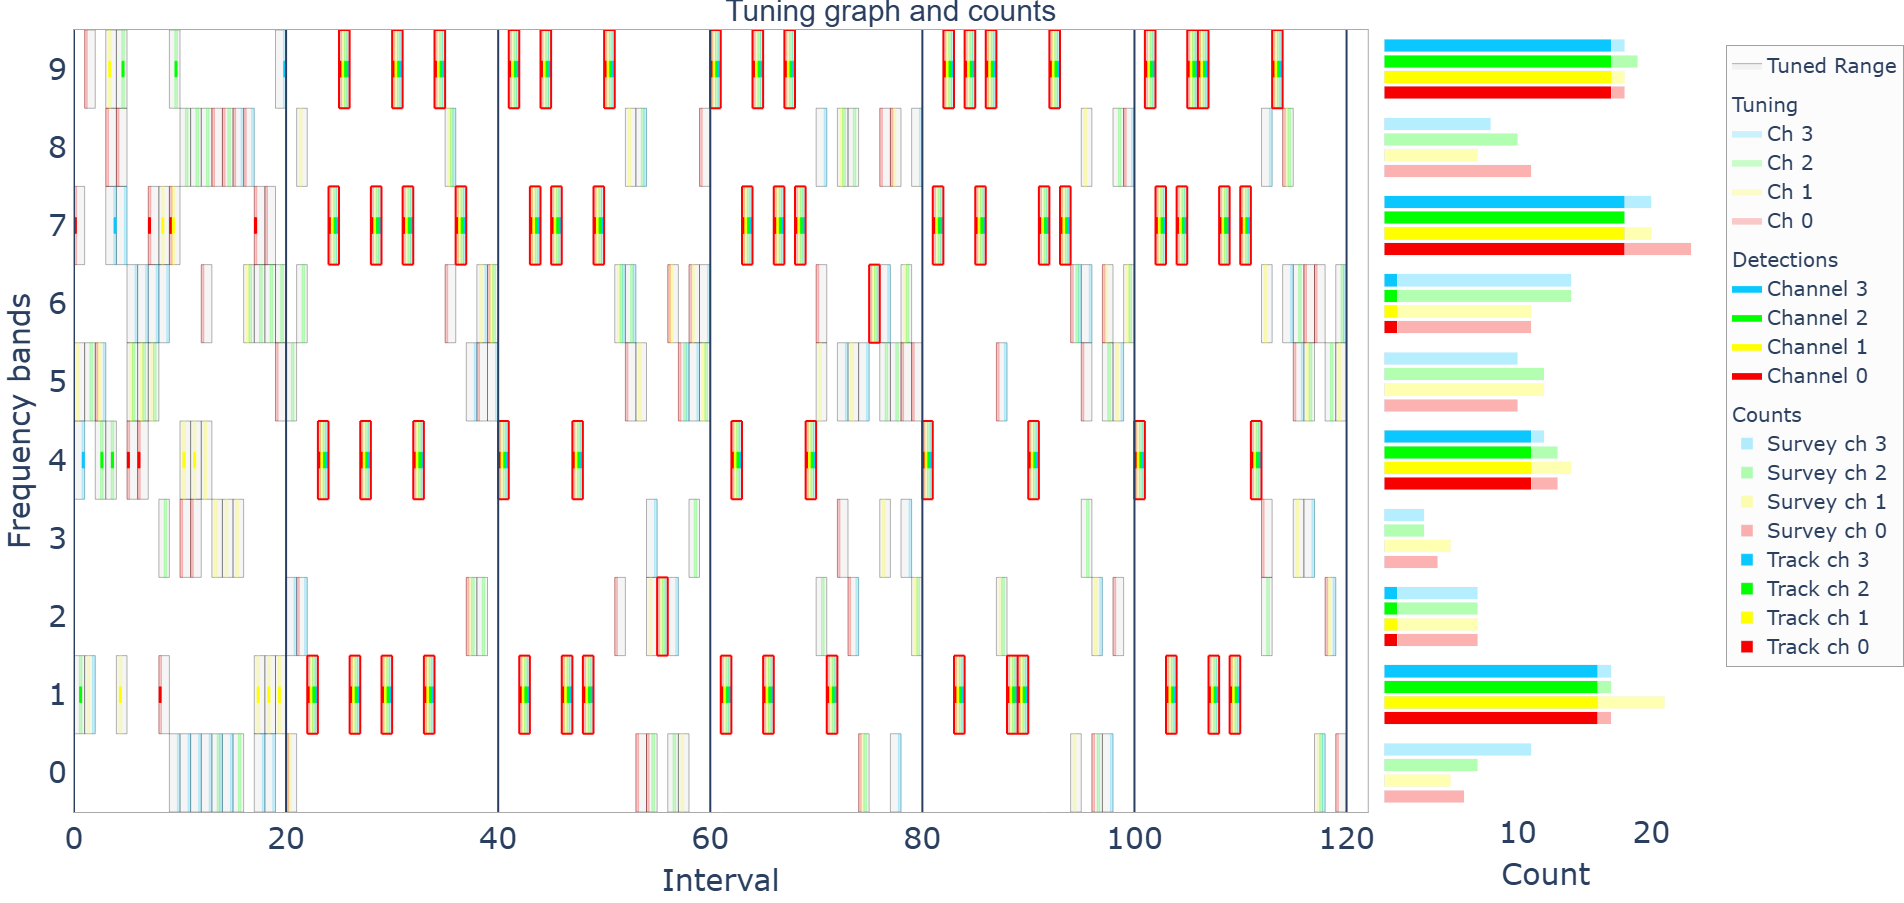 Tuning graph and counts
Frequency bands
9
8
7
6
5
4
3
2
1
0
0
20
40
60
80
100
120
Interval
10
20
Count
Tuned Range
Tuning
Ch 3
Ch 2
Ch 1
Ch 0
Detections
Channel 3
Channel 2
Channel 1
Channel 0
Counts
Survey ch 3
Survey ch 2
Survey ch 1
Survey ch 0
Track ch 3
Track ch 2
Track ch 1
Track ch 0